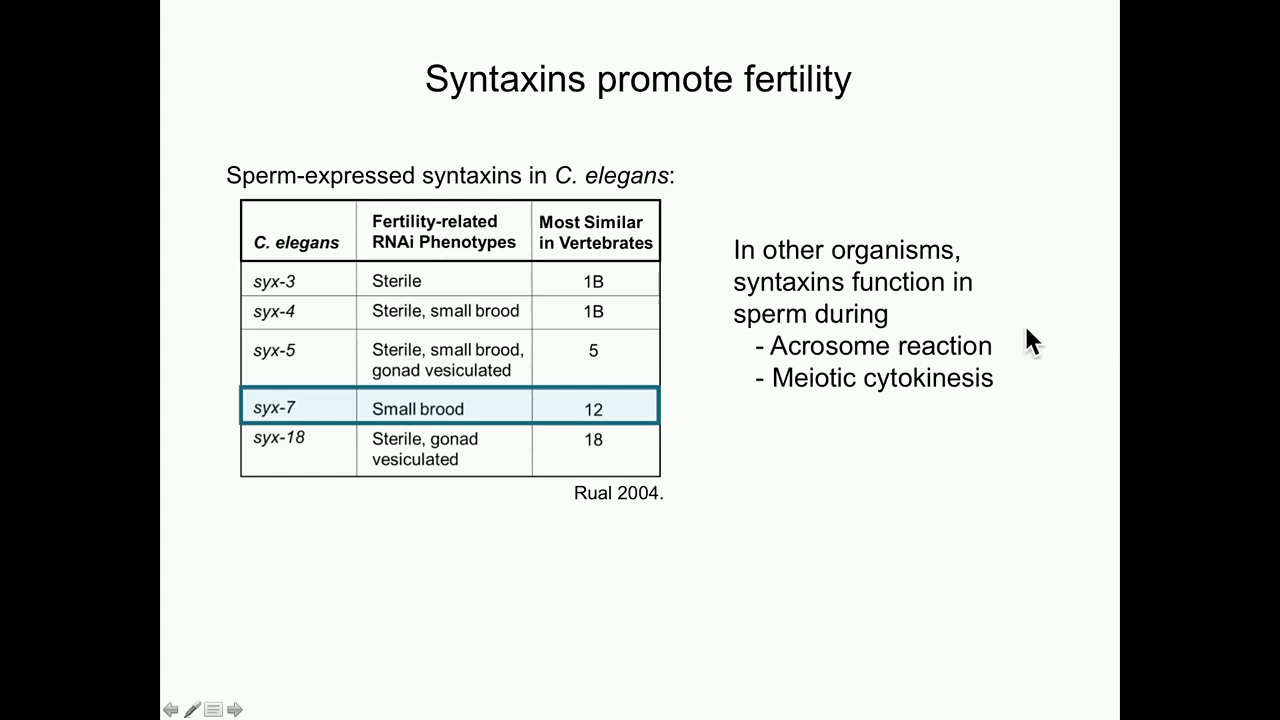 Syntaxins promote fertility
Sperm-expressed syntaxins in C. elegans:
C. elegans
Fertility-related
RNAi Phenotypes
Most Similar
in Vertebrates
syx-3
Sterile
1B
syx-4
Sterile, small brood
1B
syx-5
Sterile, small brood,
gonad vesiculated
5
syx-7
Small brood
12
syx-18
Sterile, gonad
vesiculated
18
Rual 2004.
In other organisms,
syntaxins function in
sperm during
- Acrosome reaction
- Meiotic cytokinesis